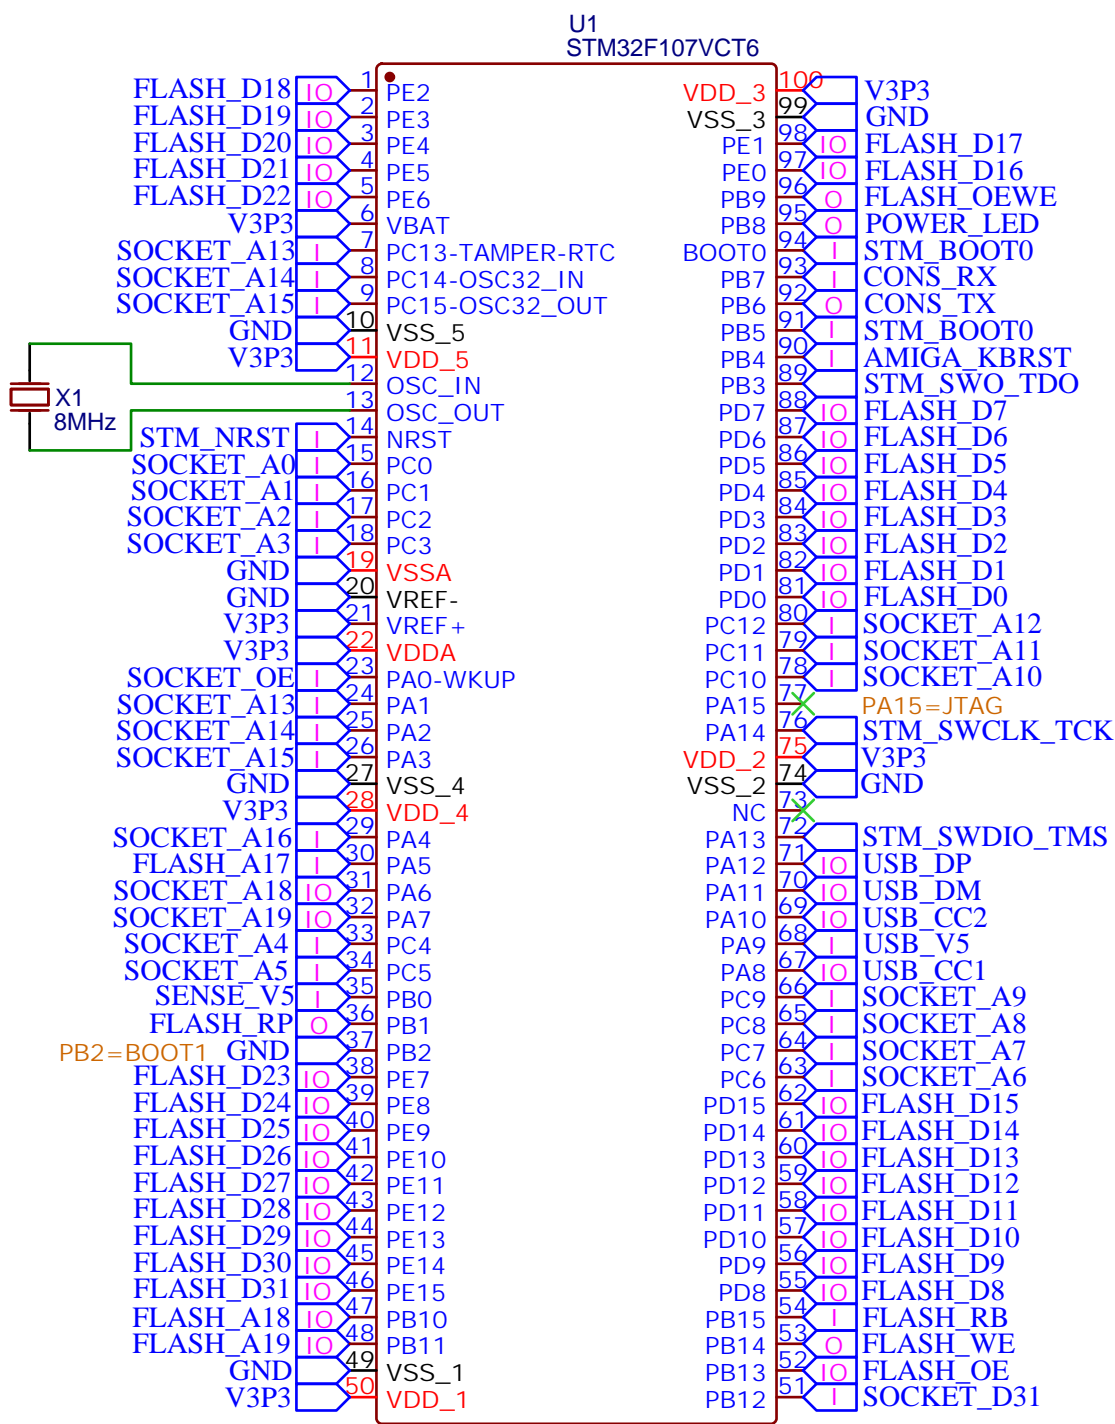 U1
STM32F107VCT6
FLASH_D18 IO 1 PE2
FLASH_D19 IO 2 PE3
FLASH_D20 IO 3 PE4
FLASH_D21 IO 4 PE5
FLASH_D22 IO 5 PE6
V3P3 6 VBAT
SOCKET_A13 I 7 PC13-TAMPER-RTC
SOCKET_A14 I 8 PC14-OSC32_IN
SOCKET_A15 I 9 PC15-OSC32_OUT
GND 10 VSS_5
V3P3 11 VDD_5
12 OSC_IN
X1
8MHz
13 OSC_OUT
STM_NRST I 14 NRST
SOCKET_A0 I 15 PC0
SOCKET_A1 I 16 PC1
SOCKET_A2 I 17 PC2
SOCKET_A3 I 18 PC3
GND 19 VSSA
GND 20 VREF-
V3P3 21 VREF+
V3P3 22 VDDA
SOCKET_OE I 23 PA0-WKUP
SOCKET_A13 I 24 PA1
SOCKET_A14 I 25 PA2
SOCKET_A15 I 26 PA3
GND 27 VSS_4
V3P3 28 VDD_4
SOCKET_A16 I 29 PA4
FLASH_A17 I 30 PA5
SOCKET_A18 IO 31 PA6
SOCKET_A19 IO 32 PA7
SOCKET_A4 I 33 PC4
SOCKET_A5 I 34 PC5
SENSE_V5 I 35 PB0
FLASH_RP O 36 PB1
PB2=BOOT1 GND 37 PB2
FLASH_D23 IO 38 PE7
FLASH_D24 IO 39 PE8
FLASH_D25 IO 40 PE9
FLASH_D26 IO 41 PE10
FLASH_D27 IO 42 PE11
FLASH_D28 IO 43 PE12
FLASH_D29 IO 44 PE13
FLASH_D30 IO 45 PE14
FLASH_D31 IO 46 PE15
FLASH_A18 IO 47 PB10
FLASH_A19 IO 48 PB11
GND 49 VSS_1
V3P3 50 VDD_1
VDD_3 100 V3P3
VSS_3 99 GND
PE1 98 IO FLASH_D17
PE0 97 IO FLASH_D16
PB9 96 O FLASH_OEWE
PB8 95 O POWER_LED
BOOT0 94 I STM_BOOT0
PB7 93 I CONS_RX
PB6 92 O CONS_TX
PB5 91 I STM_BOOT0
PB4 90 I AMIGA_KBRST
PB3 89 STM_SWO_TDO
PD7 88 IO FLASH_D7
PD6 87 IO FLASH_D6
PD5 86 IO FLASH_D5
PD4 85 IO FLASH_D4
PD3 84 IO FLASH_D3
PD2 83 IO FLASH_D2
PD1 82 IO FLASH_D1
PD0 81 IO FLASH_D0
PC12 80 I SOCKET_A12
PC11 79 I SOCKET_A11
PC10 78 I SOCKET_A10
PA15 77 PA15=JTAG
PA14 76 STM_SWCLK_TCK
VDD_2 75 V3P3
VSS_2 74 GND
NC 73
PA13 72 STM_SWDIO_TMS
PA12 71 IO USB_DP
PA11 70 IO USB_DM
PA10 69 IO USB_CC2
PA9 68 I USB_V5
PA8 67 IO USB_CC1
PC9 66 I SOCKET_A9
PC8 65 I SOCKET_A8
PC7 64 I SOCKET_A7
PC6 63 I SOCKET_A6
PD15 62 IO FLASH_D15
PD14 61 IO FLASH_D14
PD13 60 IO FLASH_D13
PD12 59 IO FLASH_D12
PD11 58 IO FLASH_D11
PD10 57 IO FLASH_D10
PD9 56 IO FLASH_D9
PD8 55 IO FLASH_D8
PB15 54 I FLASH_RB
PB14 53 O FLASH_WE
PB13 52 IO FLASH_OE
PB12 51 I SOCKET_D31